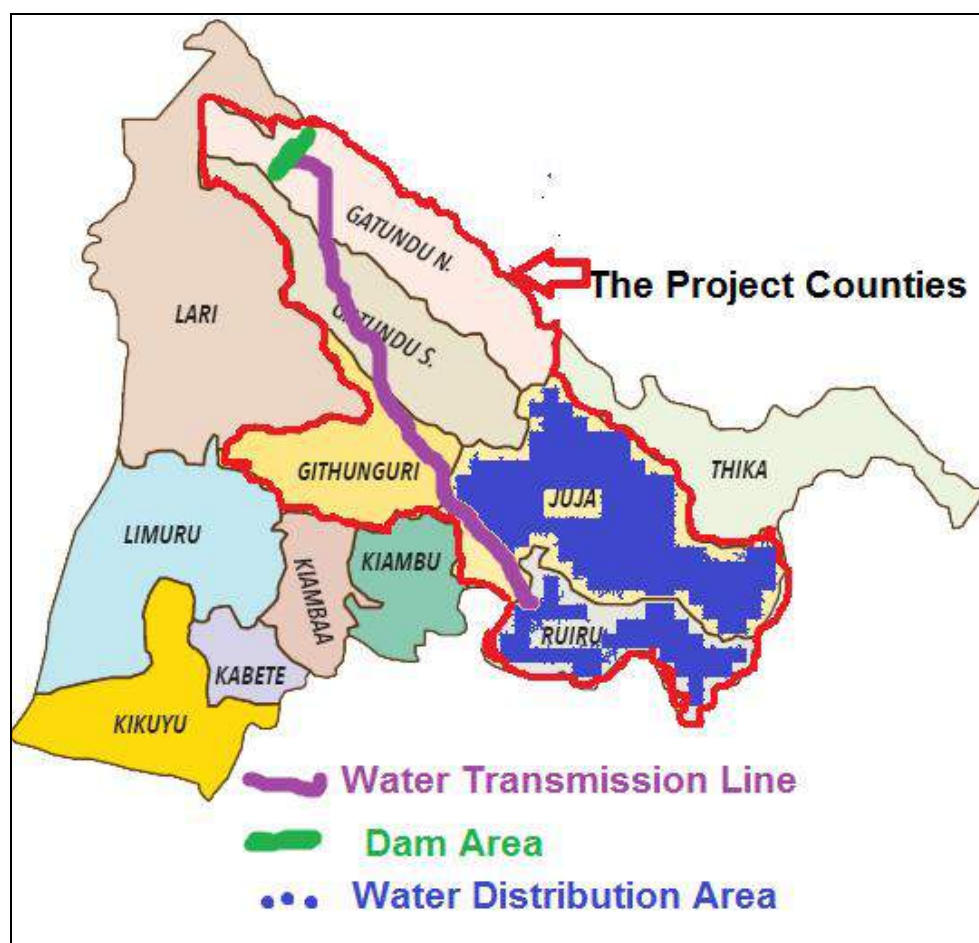 GATUNDU N.
The Project Counties
LARI
GATUNDU S.
GITHUNGURI
JUJA
THIKA
LIMURU
KIAMBAA
KIAMBU
RUIRU
KABETE
KIKUYU
Water Transmission Line
Dam Area
Water Distribution Area